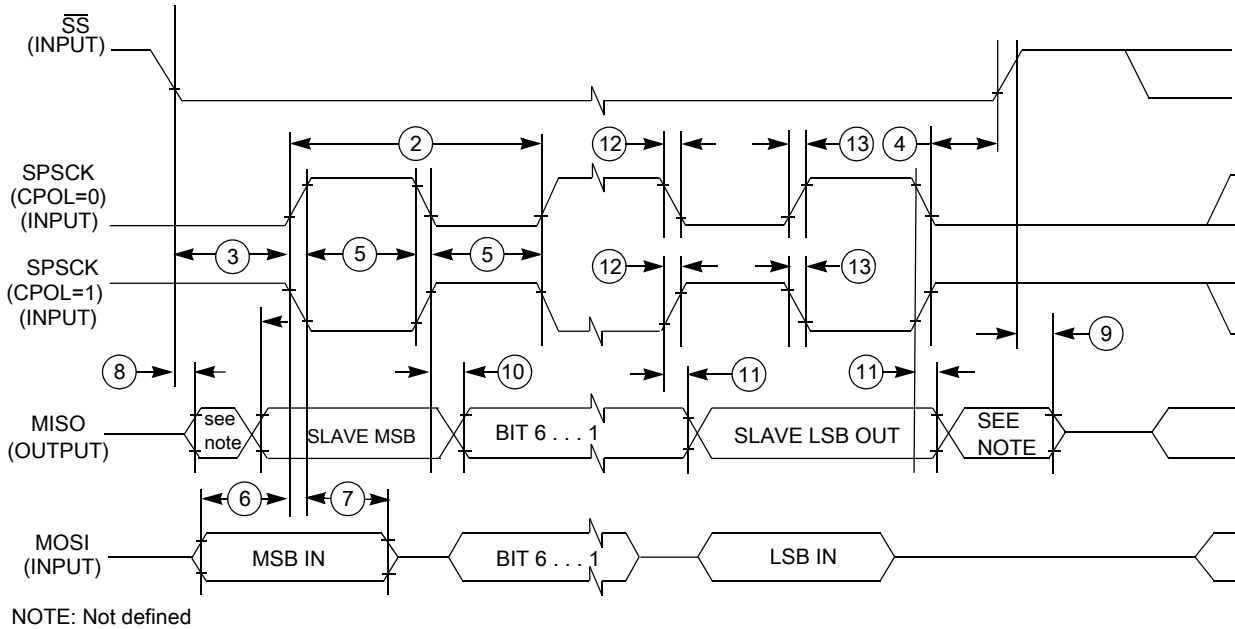 SS
(INPUT)
2
12
13
4
SPSCK
(CPOL=0)
(INPUT)
3
5
5
SPSCK
(CPOL=1)
(INPUT)
12
13
8
10
11
11
9
MISO
(OUTPUT)
see
note
SLAVE MSB
BIT 6 . . . 1
SLAVE LSB OUT
SEE
NOTE
6
7
MOSI
(INPUT)
MSB IN
BIT 6 . . . 1
LSB IN
NOTE: Not defined